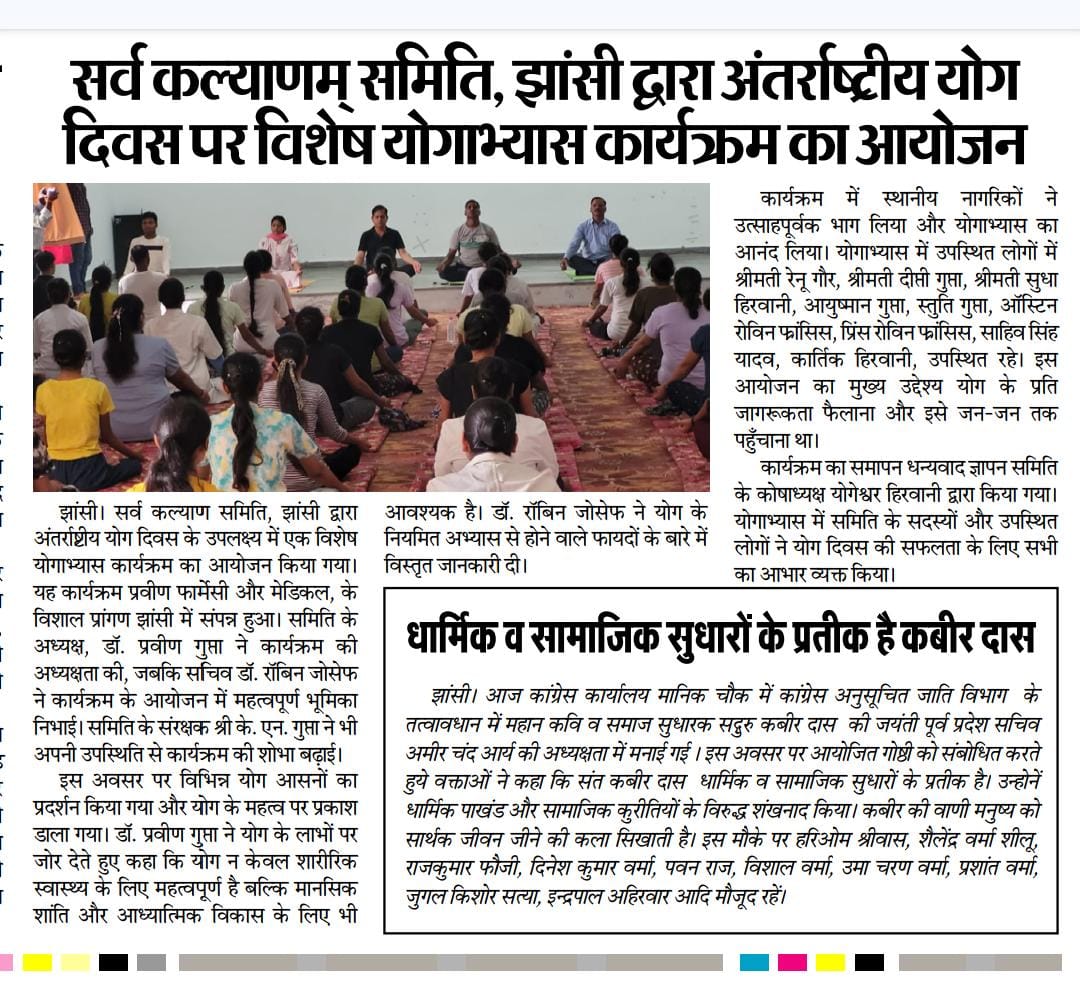 सर्व कल्याणम् समिति, झांसी द्वारा अंतर्राष्ट्रीय योग
दिवस पर विशेष योगाभ्यास कार्यक्रम का आयोजन
झांसी। सर्व कल्याण समिति, झांसी द्वारा
अंतर्राष्ट्रीय योग दिवस के उपलक्ष्य में एक विशेष
योगाभ्यास कार्यक्रम का आयोजन किया गया।
यह कार्यक्रम प्रवीण फार्मेसी और मेडिकल, के
विशाल प्रांगण झांसी में संपन्न हुआ। समिति के
अध्यक्ष, डॉ. प्रवीण गुप्ता ने कार्यक्रम की
अध्यक्षता की, जबकि सचिव डॉ. रॉबिन जोसेफ
ने कार्यक्रम के आयोजन में महत्वपूर्ण भूमिका
निभाई। समिति के संरक्षक श्री के. एन. गुप्ता ने भी
अपनी उपस्थिति से कार्यक्रम की शोभा बढ़ाई।
इस अवसर पर विभिन्न योग आसनों का
प्रदर्शन किया गया और योग के महत्व पर प्रकाश
डाला गया। डॉ. प्रवीण गुप्ता ने योग के लाभों पर
जोर देते हुए कहा कि योग न केवल शारीरिक
स्वास्थ्य के लिए महत्वपूर्ण है बल्कि मानसिक
शांति और आध्यात्मिक विकास के लिए भी
आवश्यक है। डॉ. रॉबिन जोसेफ ने योग के
नियमित अभ्यास से होने वाले फायदों के बारे में
विस्तृत जानकारी दी।
कार्यक्रम में स्थानीय नागरिकों ने
उत्साहपूर्वक भाग लिया और योगाभ्यास का
आनंद लिया। योगाभ्यास में उपस्थित लोगों में
श्रीमती रेनू गौर, श्रीमती दीप्ती गुप्ता, श्रीमती सुधा
हिरवानी, आयुष्मान गुप्ता, स्तुति गुप्ता, ऑस्टिन
रोविन फ्रांसिस, प्रिंस रोविन फ्रांसिस, साहिव सिंह
यादव, कार्तिक हिरवानी, उपस्थित रहे। इस
आयोजन का मुख्य उद्देश्य योग के प्रति
जागरूकता फैलाना और इसे जन-जन तक
पहुँचाना था।
कार्यक्रम का समापन धन्यवाद ज्ञापन समिति
के कोषाध्यक्ष योगेश्वर हिरवानी द्वारा किया गया।
योगाभ्यास में समिति के सदस्यों और उपस्थित
लोगों ने योग दिवस की सफलता के लिए सभी
का आभार व्यक्त किया।
धार्मिक व सामाजिक सुधारों के प्रतीक है कबीर दास
झांसी। आज कांग्रेस कार्यालय मानिक चौक में कांग्रेस अनुसूचित जाति विभाग के
तत्वावधान में महान कवि व समाज सुधारक सद्गुरु कबीर दास की जयंती पूर्व प्रदेश सचिव
अमीर चंद आर्य की अध्यक्षता में मनाई गई । इस अवसर पर आयोजित गोष्ठी को संबोधित करते
हुये वक्ताओं ने कहा कि संत कबीर दास धार्मिक व सामाजिक सुधारों के प्रतीक है। उन्होनें
धार्मिक पाखंड और सामाजिक कुरीतियों के विरुद्ध शंखनाद किया। कबीर की वाणी मनुष्य को
सार्थक जीवन जीने की कला सिखाती है। इस मौके पर हरिओम श्रीवास, शैलेंद्र वर्मा शीलू,
राजकुमार फौजी, दिनेश कुमार वर्मा, पवन राज, विशाल वर्मा, उमा चरण वर्मा, प्रशांत वर्मा,
जुगल किशोर सत्या, इन्द्रपाल अहिरवार आदि मौजूद रहें।